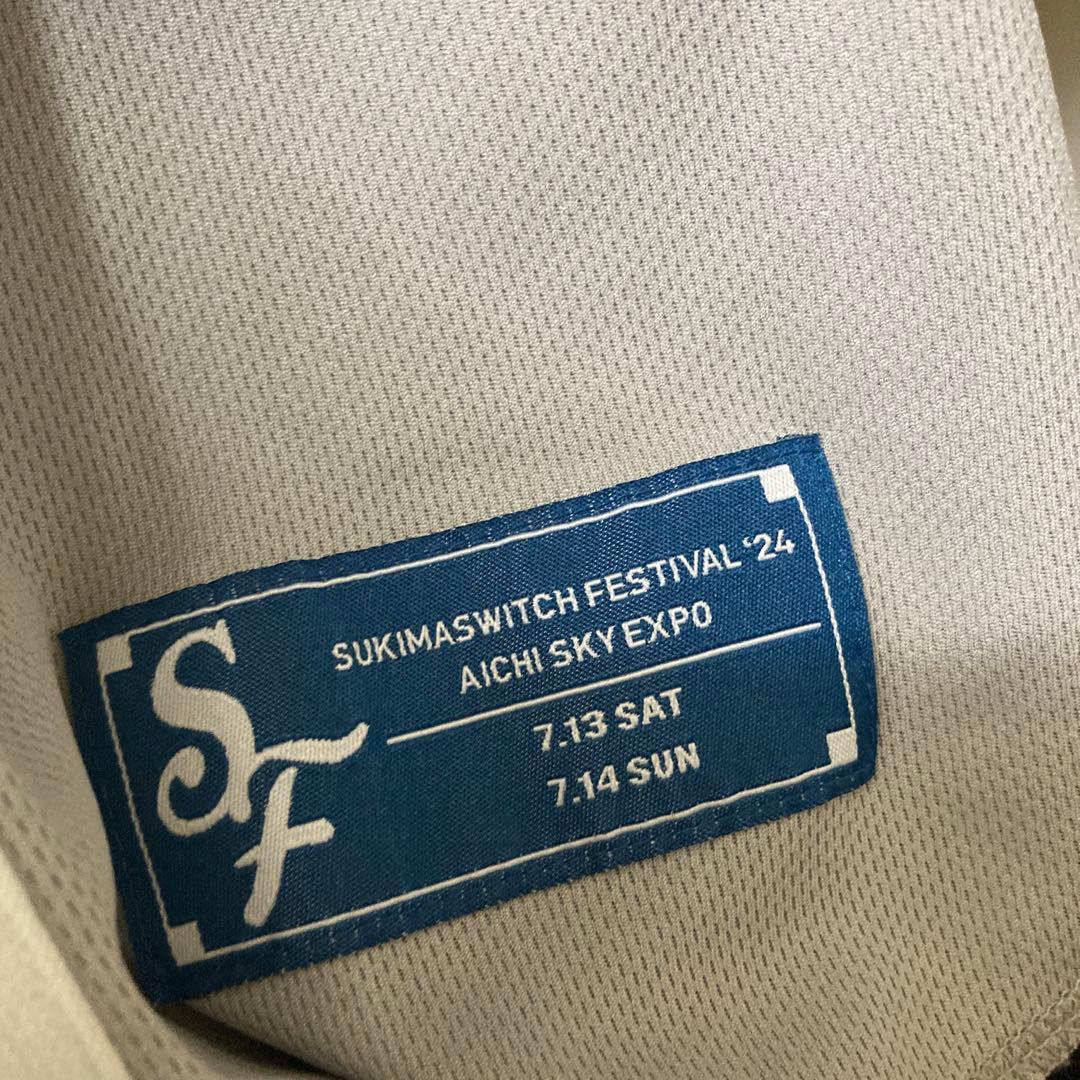 SF
SUKIMASWITCH FESTIVAL ‘24
AICHI SKY EXPO
7.13 SAT
7.14 SUN